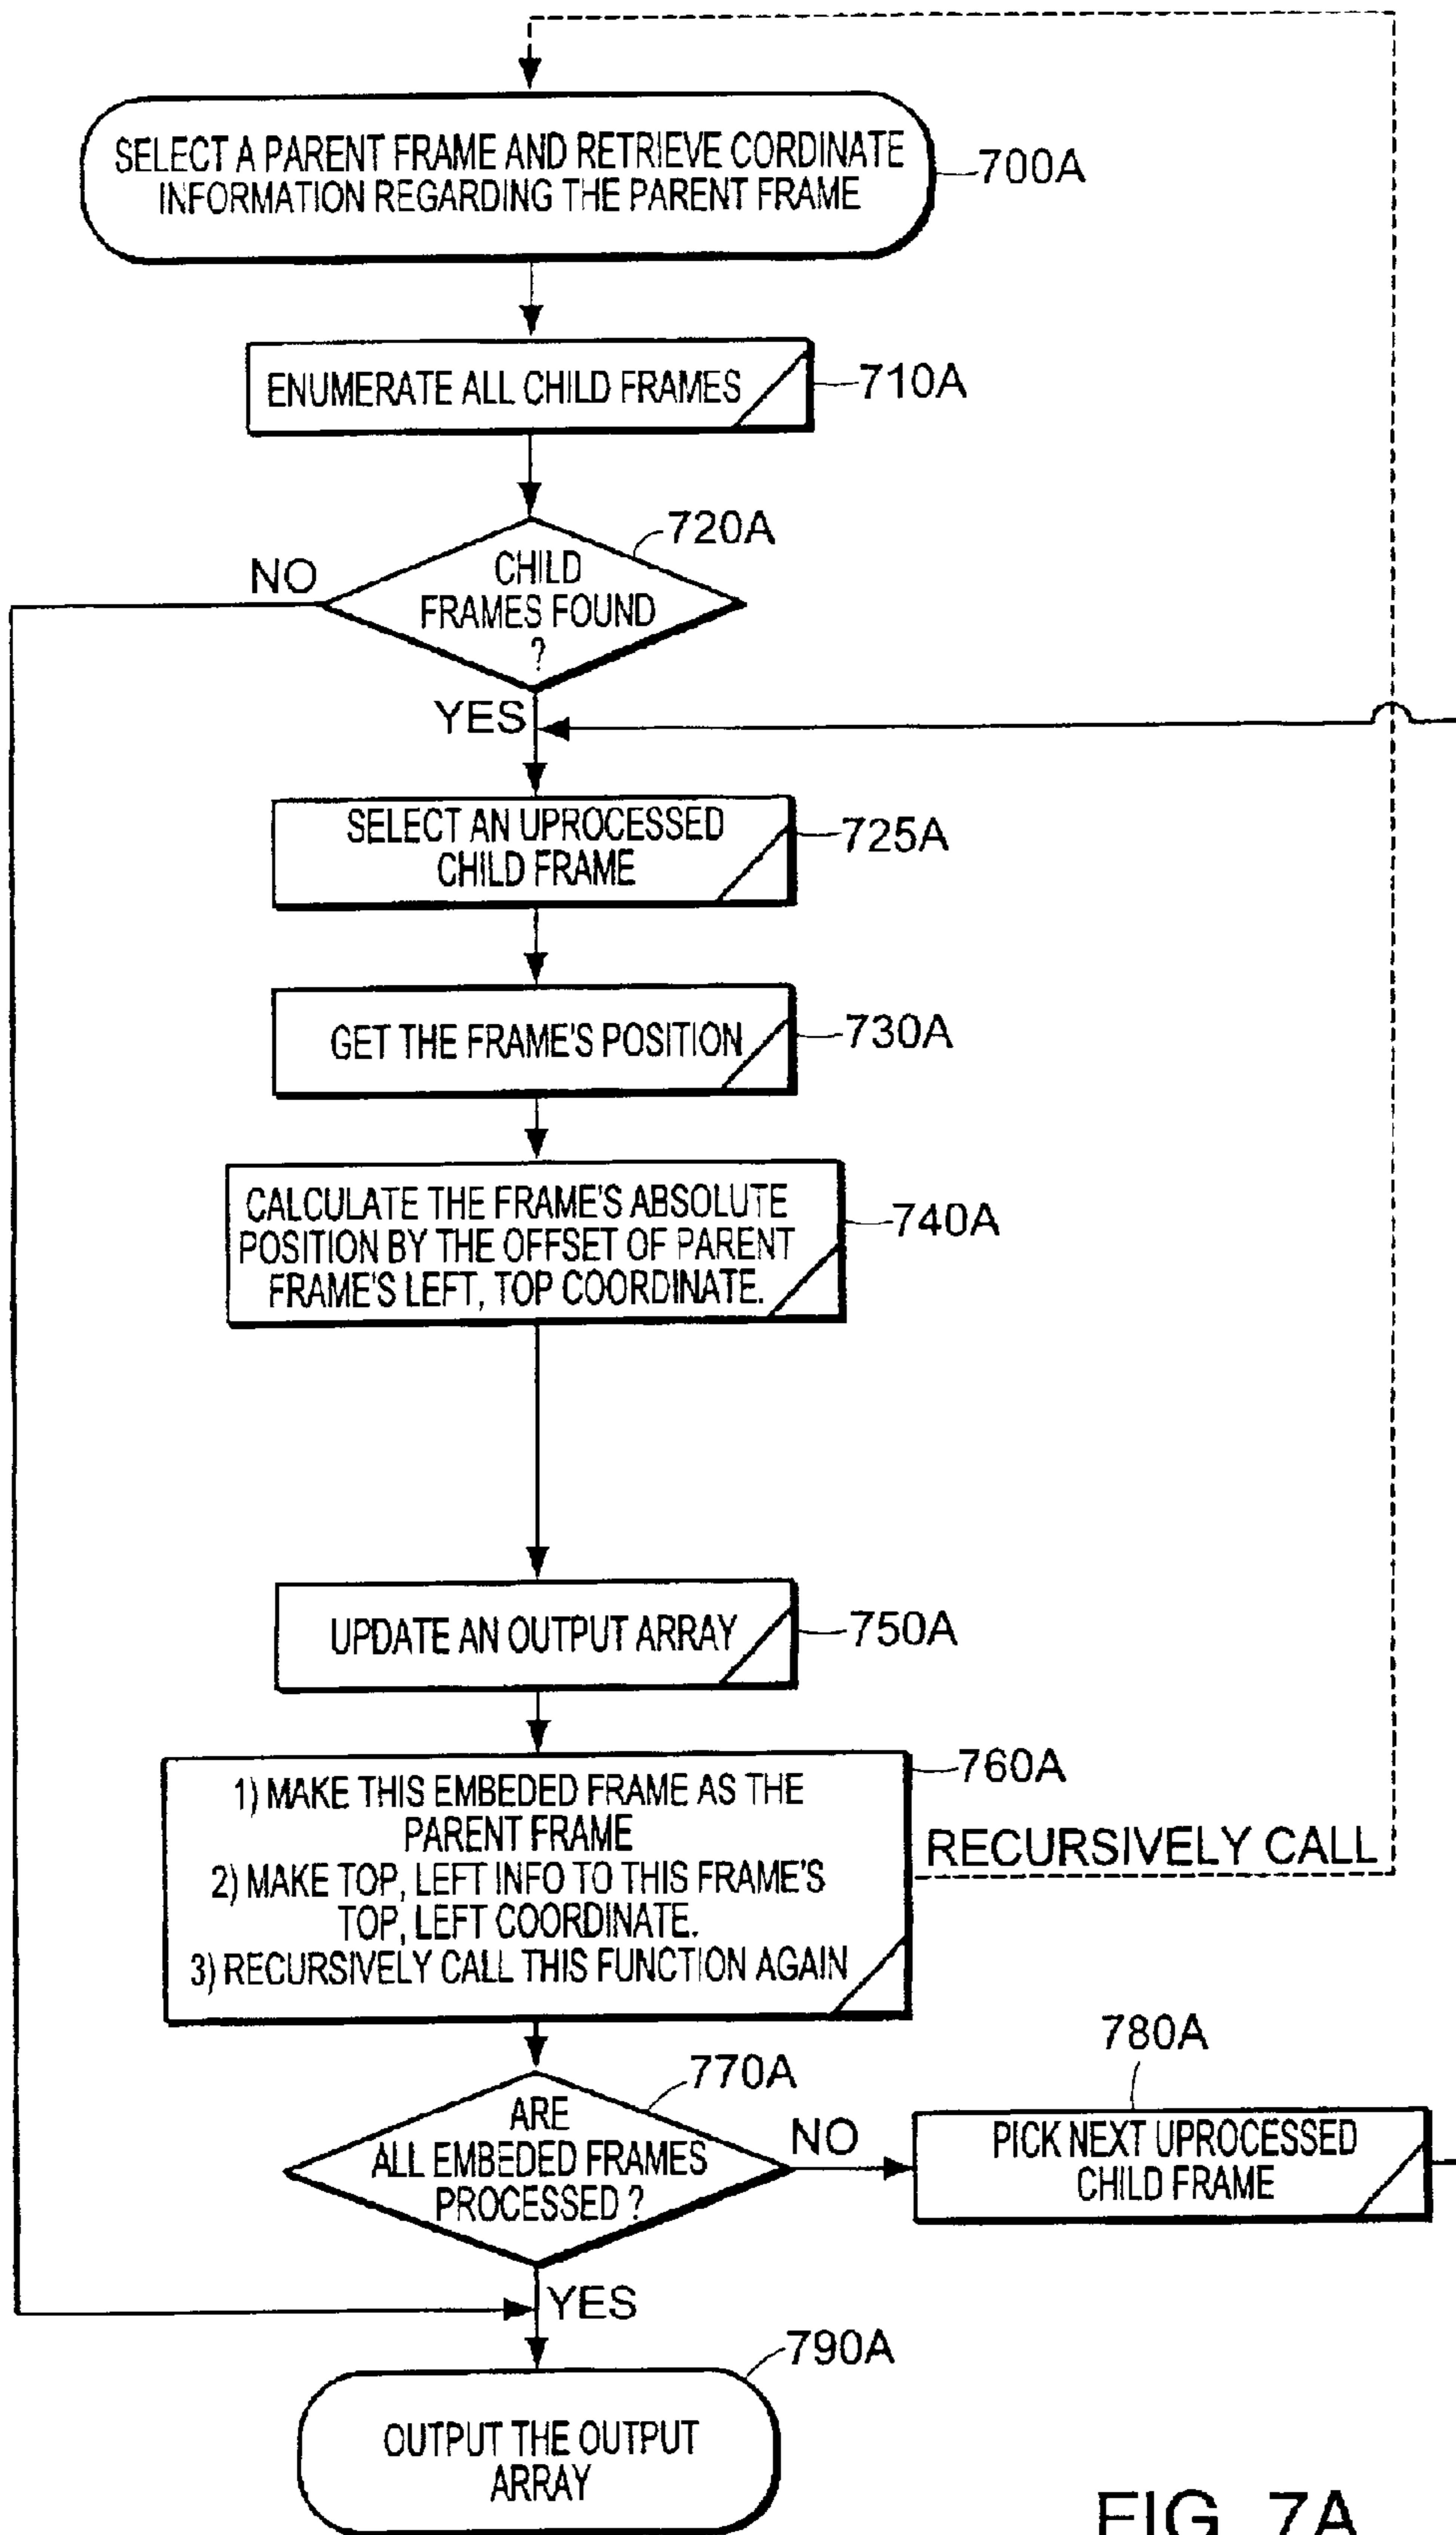 SELECT A PARENT FRAME AND RETRIEVE CORDINATE
INFORMATION REGARDING THE PARENT FRAME
700A
ENUMERATE ALL CHILD FRAMES
710A
720A
CHILD
FRAMES FOUND
?
NO
YES
SELECT AN UPROCESSED
CHILD FRAME
725A
GET THE FRAME'S POSITION
730A
CALCULATE THE FRAME'S ABSOLUTE
POSITION BY THE OFFSET OF PARENT
FRAME'S LEFT, TOP COORDINATE.
740A
UPDATE AN OUTPUT ARRAY
750A
1) MAKE THIS EMBEDED FRAME AS THE
PARENT FRAME
2) MAKE TOP, LEFT INFO TO THIS FRAME'S
TOP, LEFT COORDINATE.
3) RECURSIVELY CALL THIS FUNCTION AGAIN
760A
RECURSIVELY CALL
770A
ARE
ALL EMBEDED FRAMES
PROCESSED ?
NO
780A
PICK NEXT UPROCESSED
CHILD FRAME
YES
790A
OUTPUT THE OUTPUT
ARRAY
FIG. 7A